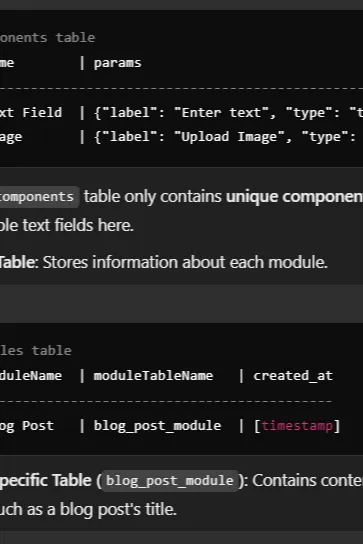 onents table
me | params
---------------------------------------------
xt Field | {"label": "Enter text", "type": "t
age | {"label": "Upload Image", "type":
components table only contains unique componen
ple text fields here.
Table: Stores information about each module.
les table
duleName | moduleTableName | created_at
------------------------------------------
og Post | blog_post_module | [timestamp]
pecific Table (blog_post_module): Contains conte
uch as a blog post's title.